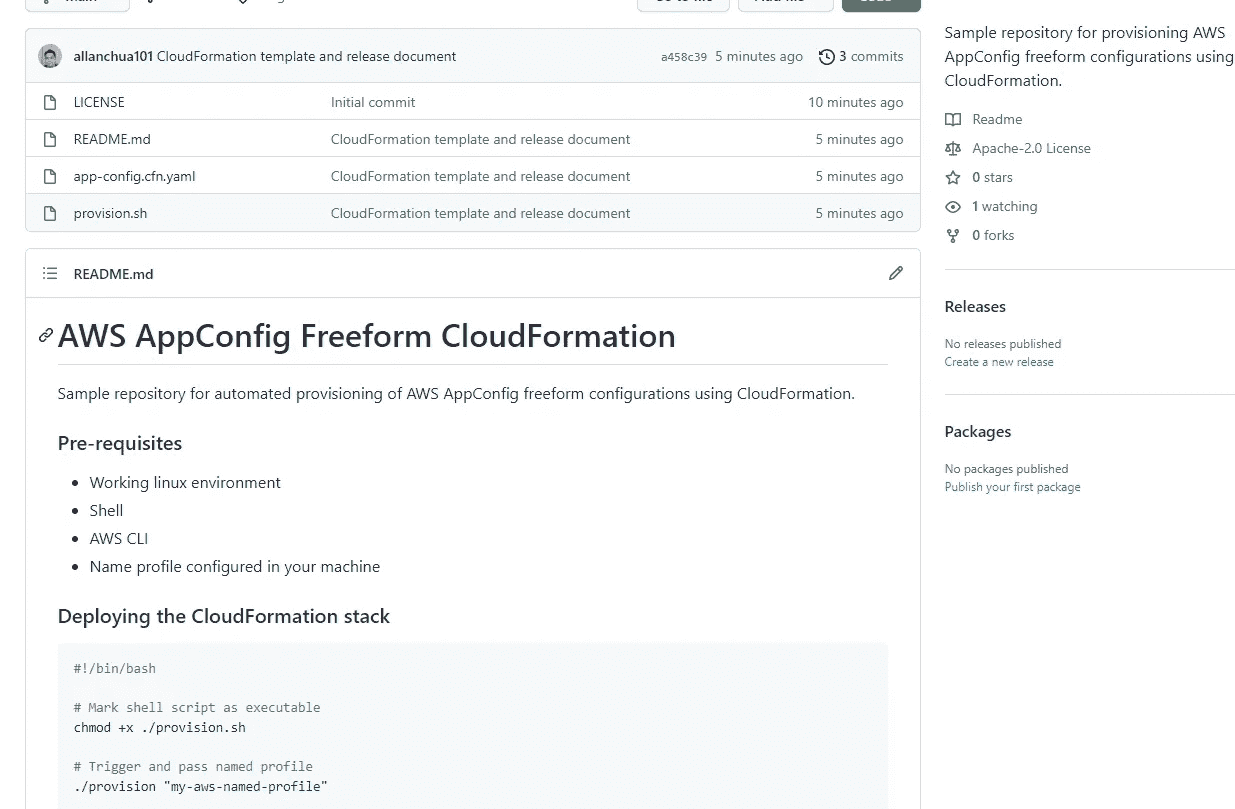 allanchua101 CloudFormation template and release document a458c39 5 minutes ago 3 commits
LICENSE Initial commit 10 minutes ago
README.md CloudFormation template and release document 5 minutes ago
app-config.cfn.yaml CloudFormation template and release document 5 minutes ago
provision.sh CloudFormation template and release document 5 minutes ago
README.md
AWS AppConfig Freeform CloudFormation
Sample repository for automated provisioning of AWS AppConfig freeform configurations using CloudFormation.
Pre-requisites
Working linux environment
Shell
AWS CLI
Name profile configured in your machine
Deploying the CloudFormation stack
#!/bin/bash
# Mark shell script as executable
chmod +x ./provision.sh
# Trigger and pass named profile
./provision "my-aws-named-profile"
Sample repository for provisioning AWS
AppConfig freeform configurations using
CloudFormation.
Readme
Apache-2.0 License
0 stars
1 watching
0 forks
Releases
No releases published
Create a new release
Packages
No packages published
Publish your first package